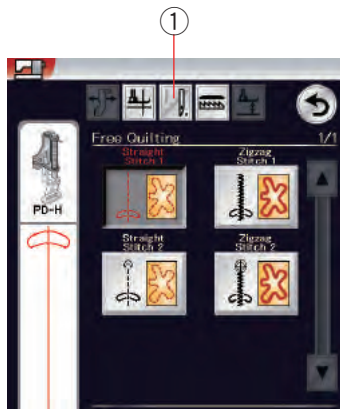 ①
Free Quilting 1/1
Straight Stitch 1
Zigzag Stitch 1
PD-H
Straight Stitch 2
Zigzag Stitch 2